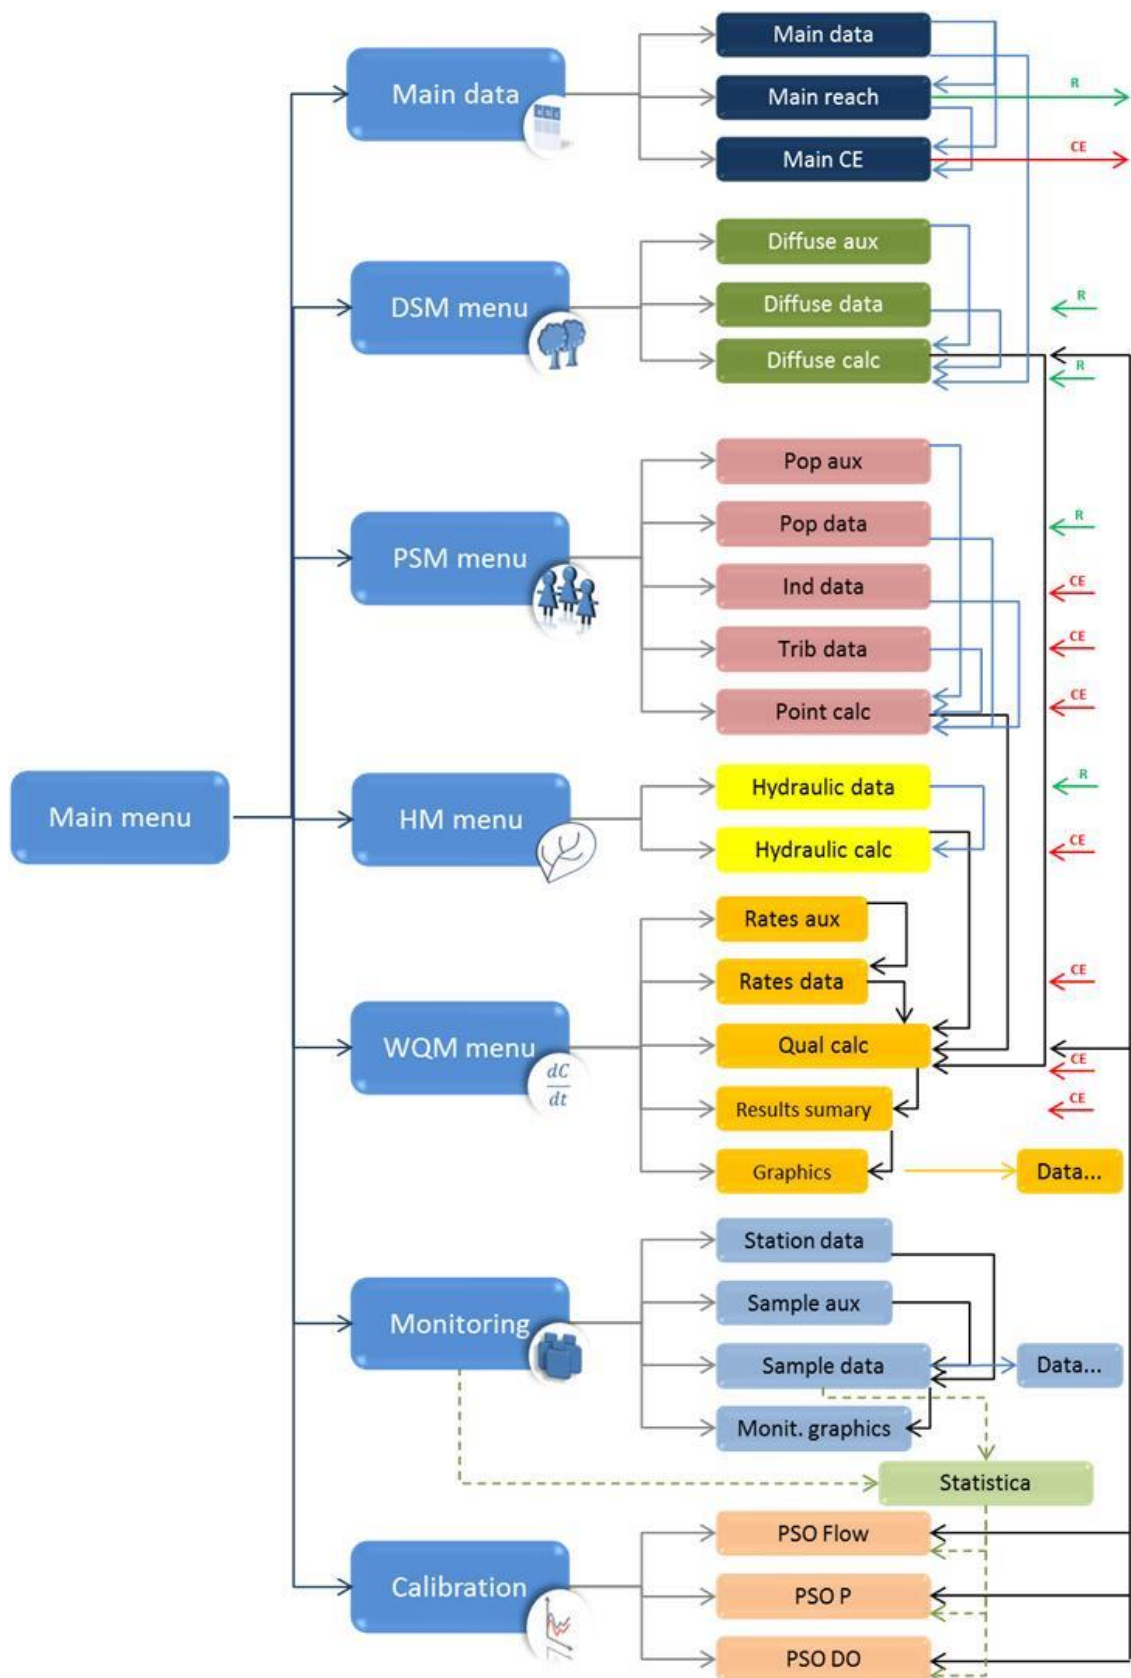 Main data
Main data
Main reach
R
Main CE
CE
DSM menu
Diffuse aux
Diffuse data
R
Diffuse calc
R
PSM menu
Pop aux
Pop data
R
Ind data
CE
Trib data
CE
Point calc
CE
Main menu
HM menu
Hydraulic data
R
Hydraulic calc
CE
WQM menu
dC
dt
Rates aux
Rates data
CE
Qual calc
CE
Results sumary
CE
Graphics
Data...
Monitoring
Station data
Sample aux
Sample data
Data...
Monit. graphics
Statistica
Calibration
PSO Flow
PSO P
PSO DO